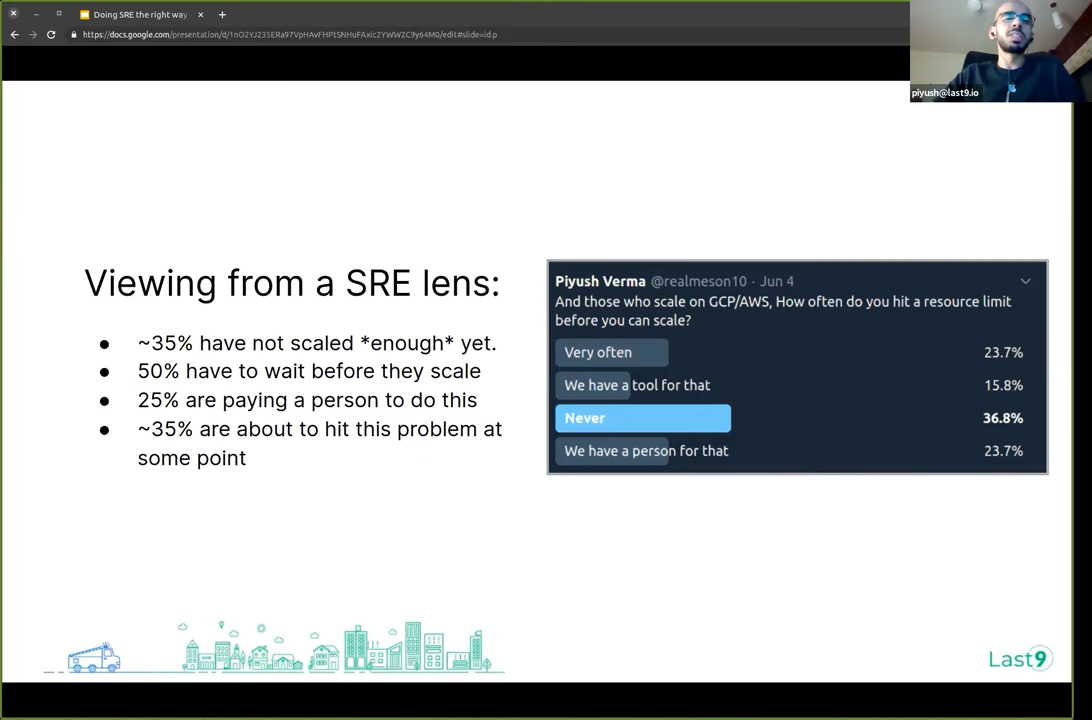 Doing SRE the right way
https://docs.google.com/presentation/d/1nO2YJ235ERa97VpHAvFHPtSNHuFAxic2YWW2C9y64M0/edit#slide=id.p
piyush@last9.io
Viewing from a SRE lens:
● ~35% have not scaled *enough* yet.
● 50% have to wait before they scale
● 25% are paying a person to do this
● ~35% are about to hit this problem at
some point
Piyush Verma @realmeson10 · Jun 4
And those who scale on GCP/AWS, How often do you hit a resource limit
before you can scale?
Very often 23.7%
We have a tool for that 15.8%
Never 36.8%
We have a person for that 23.7%
Last9